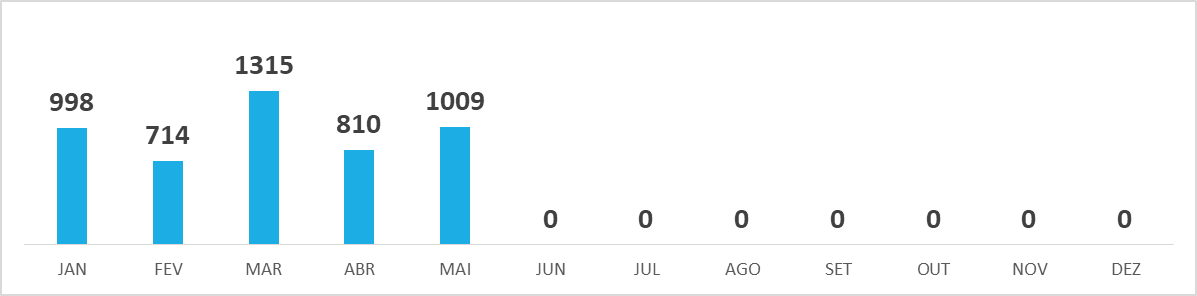 1315
998
1009
714
810
0 0 0 0 0 0 0
JAN FEV MAR ABR MAI JUN JUL AGO SET OUT NOV DEZ